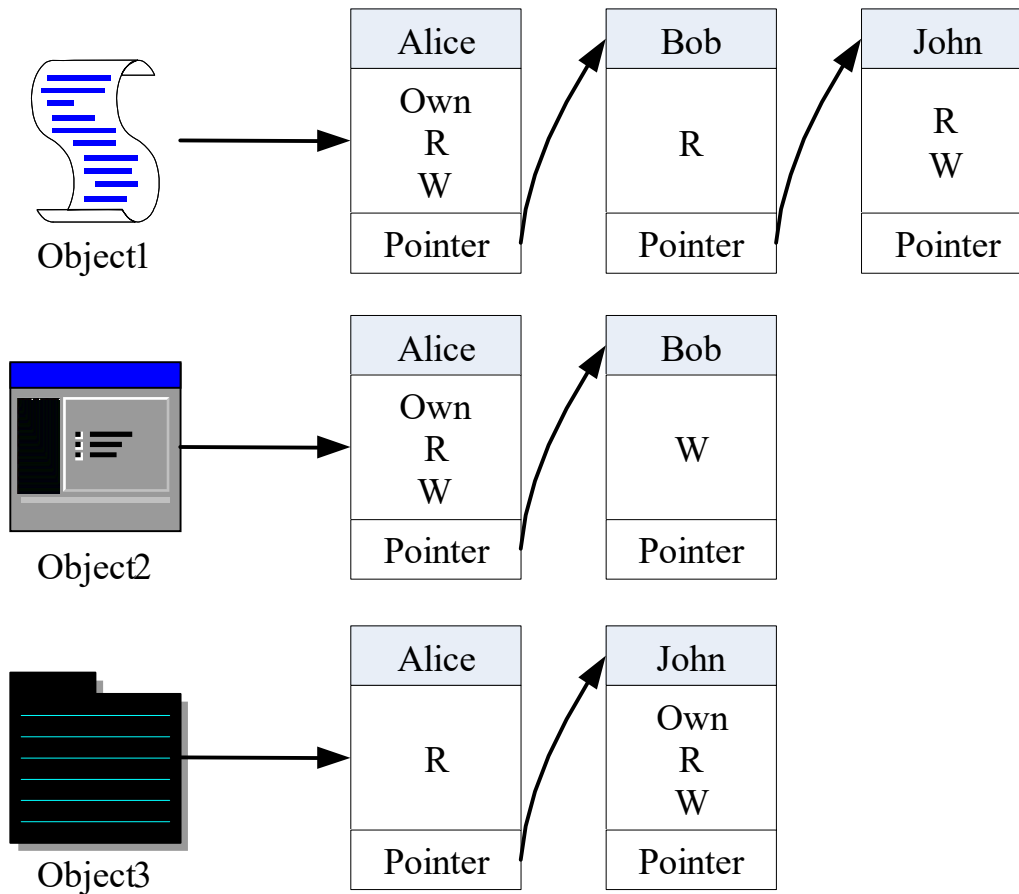 Alice
Own
R
W
Pointer
Bob
R
Pointer
John
R
W
Pointer
Object1
Alice
Own
R
W
Pointer
Bob
W
Pointer
Object2
Alice
R
Pointer
John
Own
R
W
Pointer
Object3